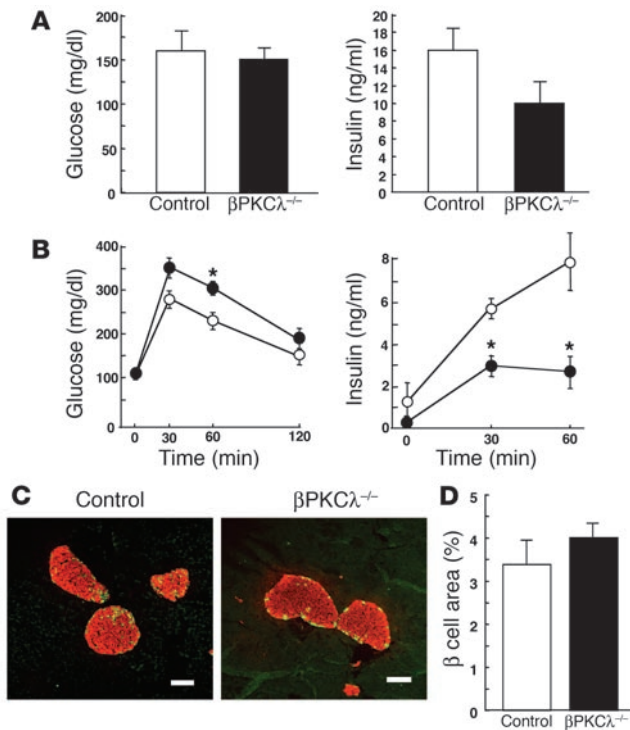 A
Glucose (mg/dl)
200
150
100
50
0
Control
βPKCλ−/−
Insulin (ng/ml)
20
18
16
14
12
10
8
6
4
2
0
Control
βPKCλ−/−
B
Glucose (mg/dl)
400
300
200
100
*
0
30
60
120
Time (min)
Insulin (ng/ml)
8
6
4
2
0
*
*
0
30
60
Time (min)
C
Control
βPKCλ−/−
D
β cell area (%)
5
4
3
2
1
0
Control
βPKCλ−/−